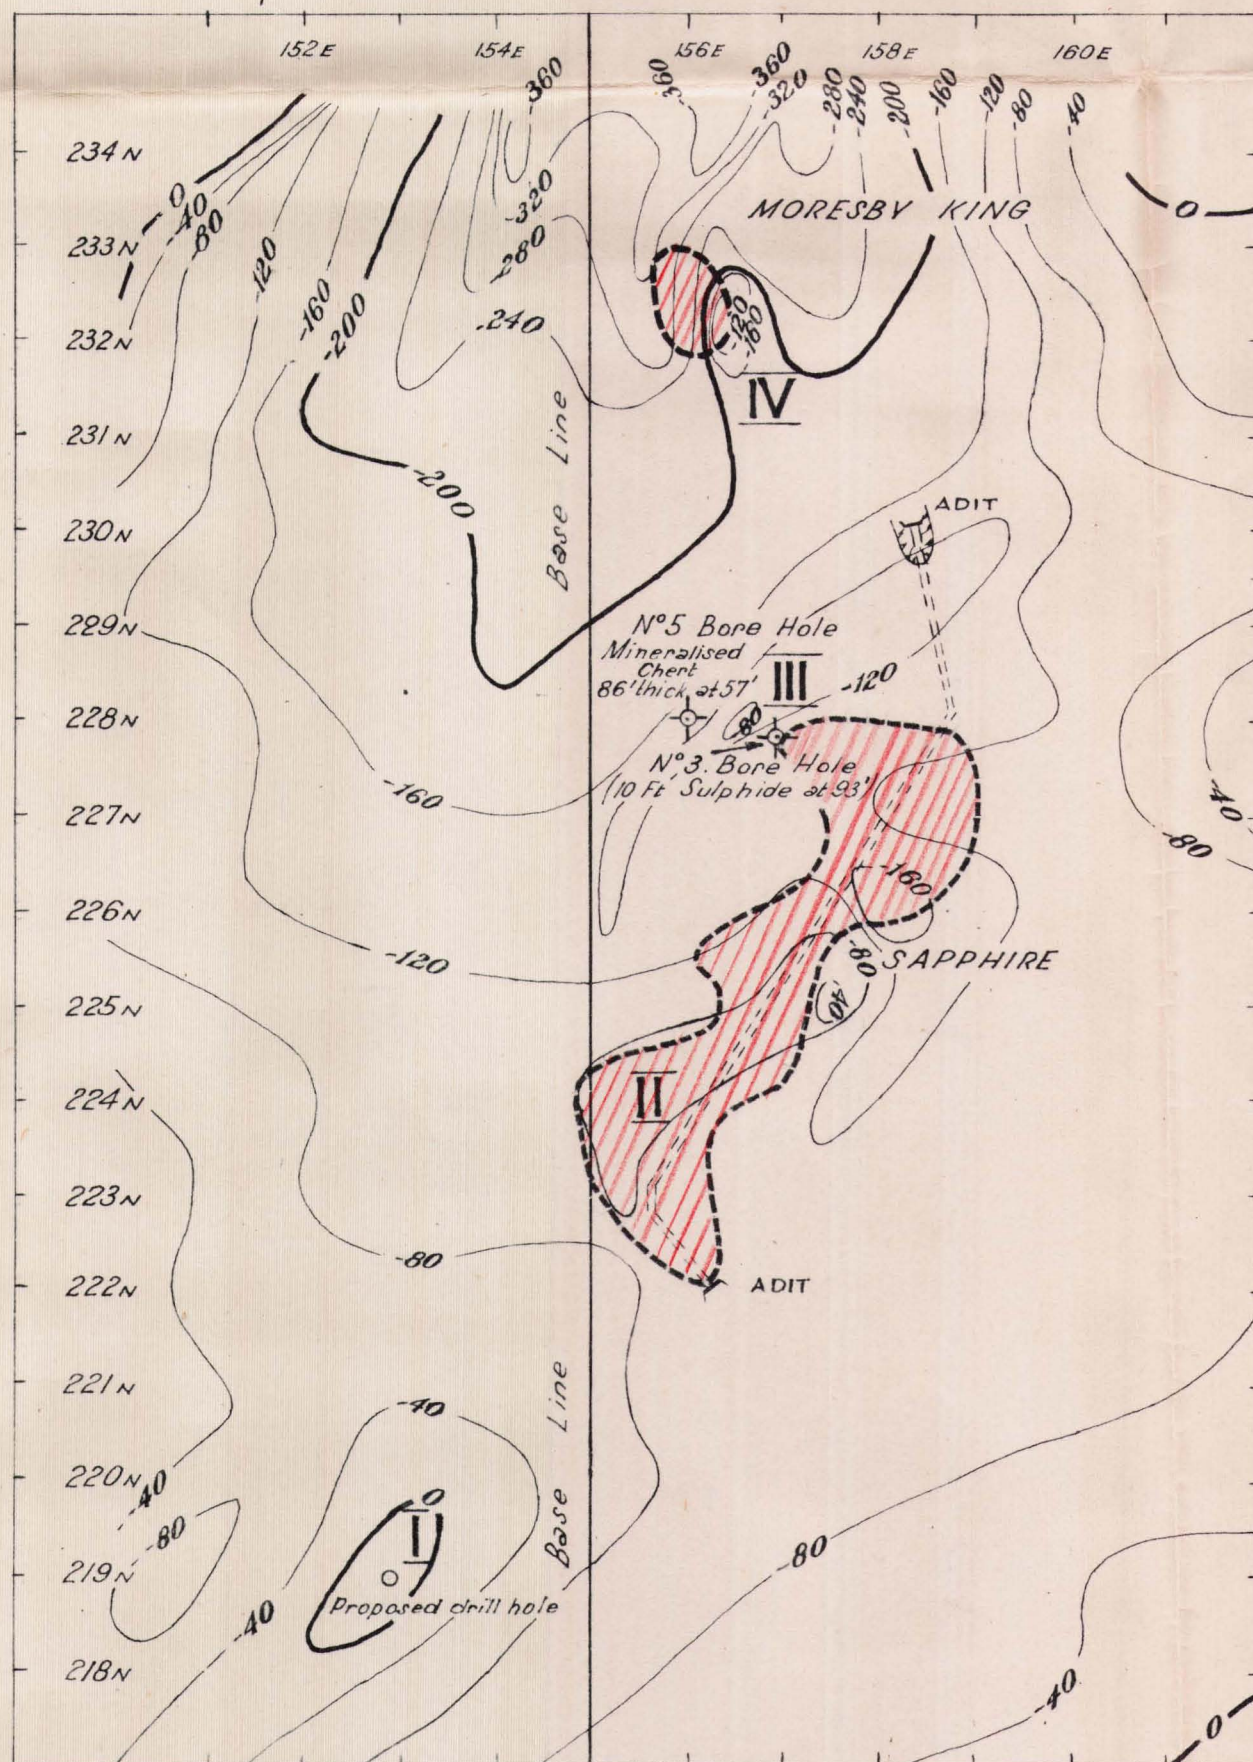 152E 154E 156E 158E 160E
-360 -360 -360 -320 -280 -240 -200 -160 -120 -80 -40
234N
0
-40
-80
-320
MORESBY KING
0
233N
-120
-280
-160
-200
.240
-120
-160
232N
IV
Base Line
231N
-200
ADIT
230N
229N
N°5 Bore Hole
Mineralised
Chert
86' thick at 57'
III
-120
228N
-80
N°3. Bore Hole
(10 Ft Sulphide at 93')
-160
40
227N
-80
-160
226N
-120
-80
SAPPHIRE
225N
.40
II
224N
223N
-80
222N
ADIT
221N
Base Line
-40
220N
-40
0
-80
I
-80
219N
Proposed drill hole
-40
218N
-40
0